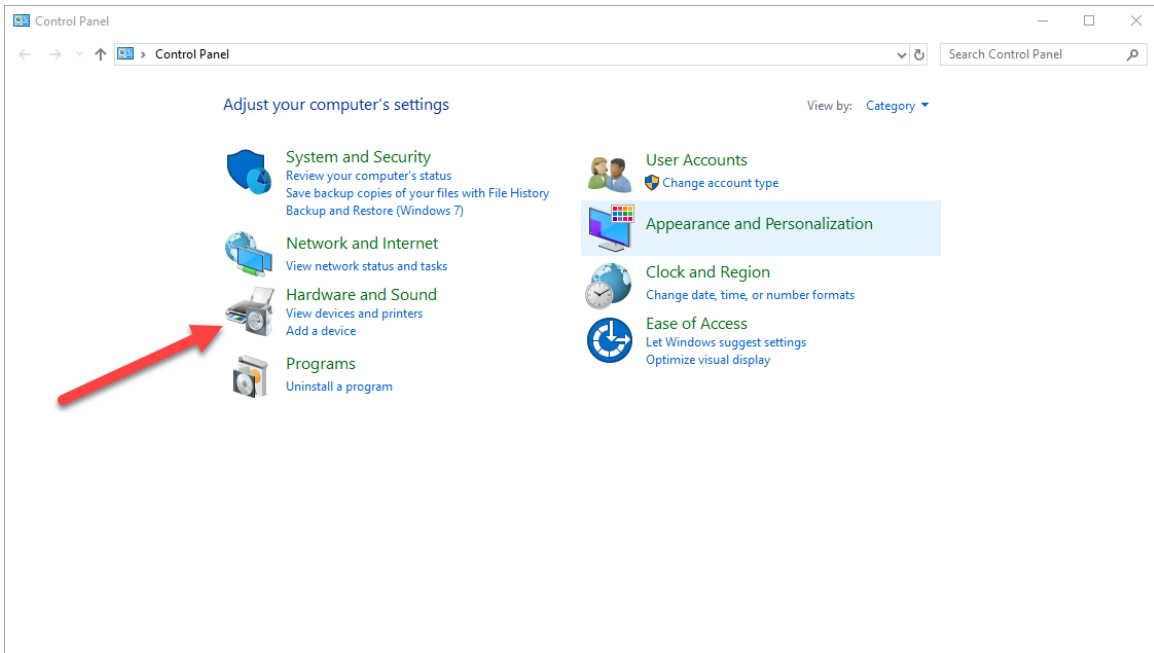 Control Panel
Control Panel
Search Control Panel
Adjust your computer's settings
View by: Category
System and Security
Review your computer's status
Save backup copies of your files with File History
Backup and Restore (Windows 7)
Network and Internet
View network status and tasks
Hardware and Sound
View devices and printers
Add a device
Programs
Uninstall a program
User Accounts
Change account type
Appearance and Personalization
Clock and Region
Change date, time, or number formats
Ease of Access
Let Windows suggest settings
Optimize visual display